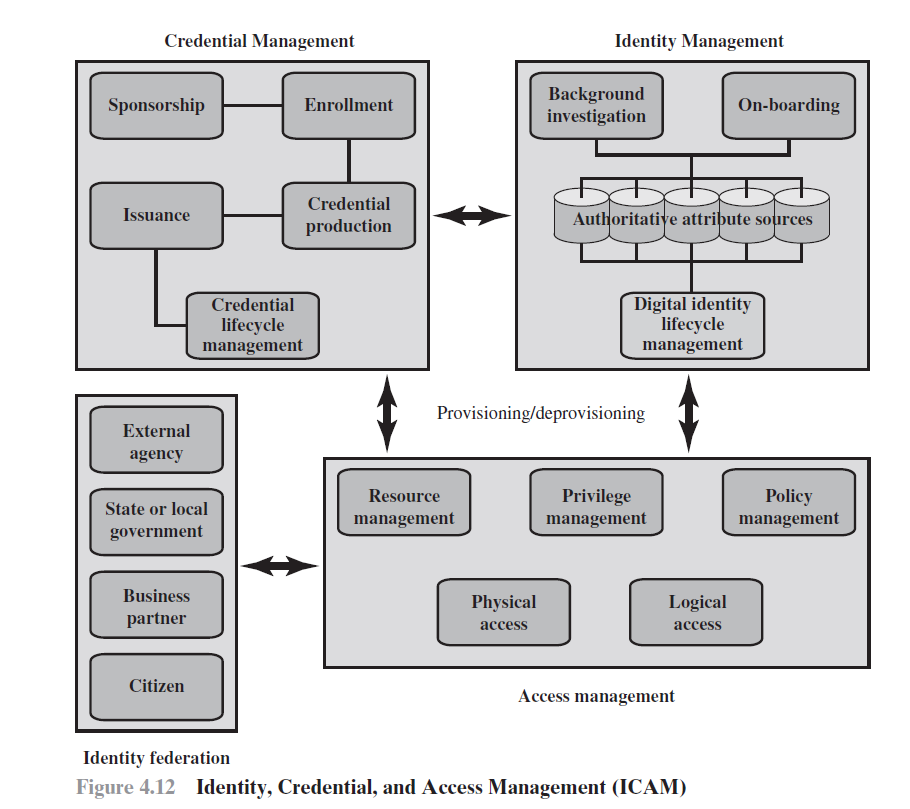 Credential Management
Sponsorship
Enrollment
Issuance
Credential
production
Credential
lifecycle
management
Identity Management
Background
investigation
On-boarding
Authoritative attribute sources
Digital identity
lifecycle
management
Provisioning/deprovisioning
External
agency
State or local
government
Business
partner
Citizen
Identity federation
Resource
management
Privilege
management
Policy
management
Physical
access
Logical
access
Access management
Figure 4.12 Identity, Credential, and Access Management (ICAM)